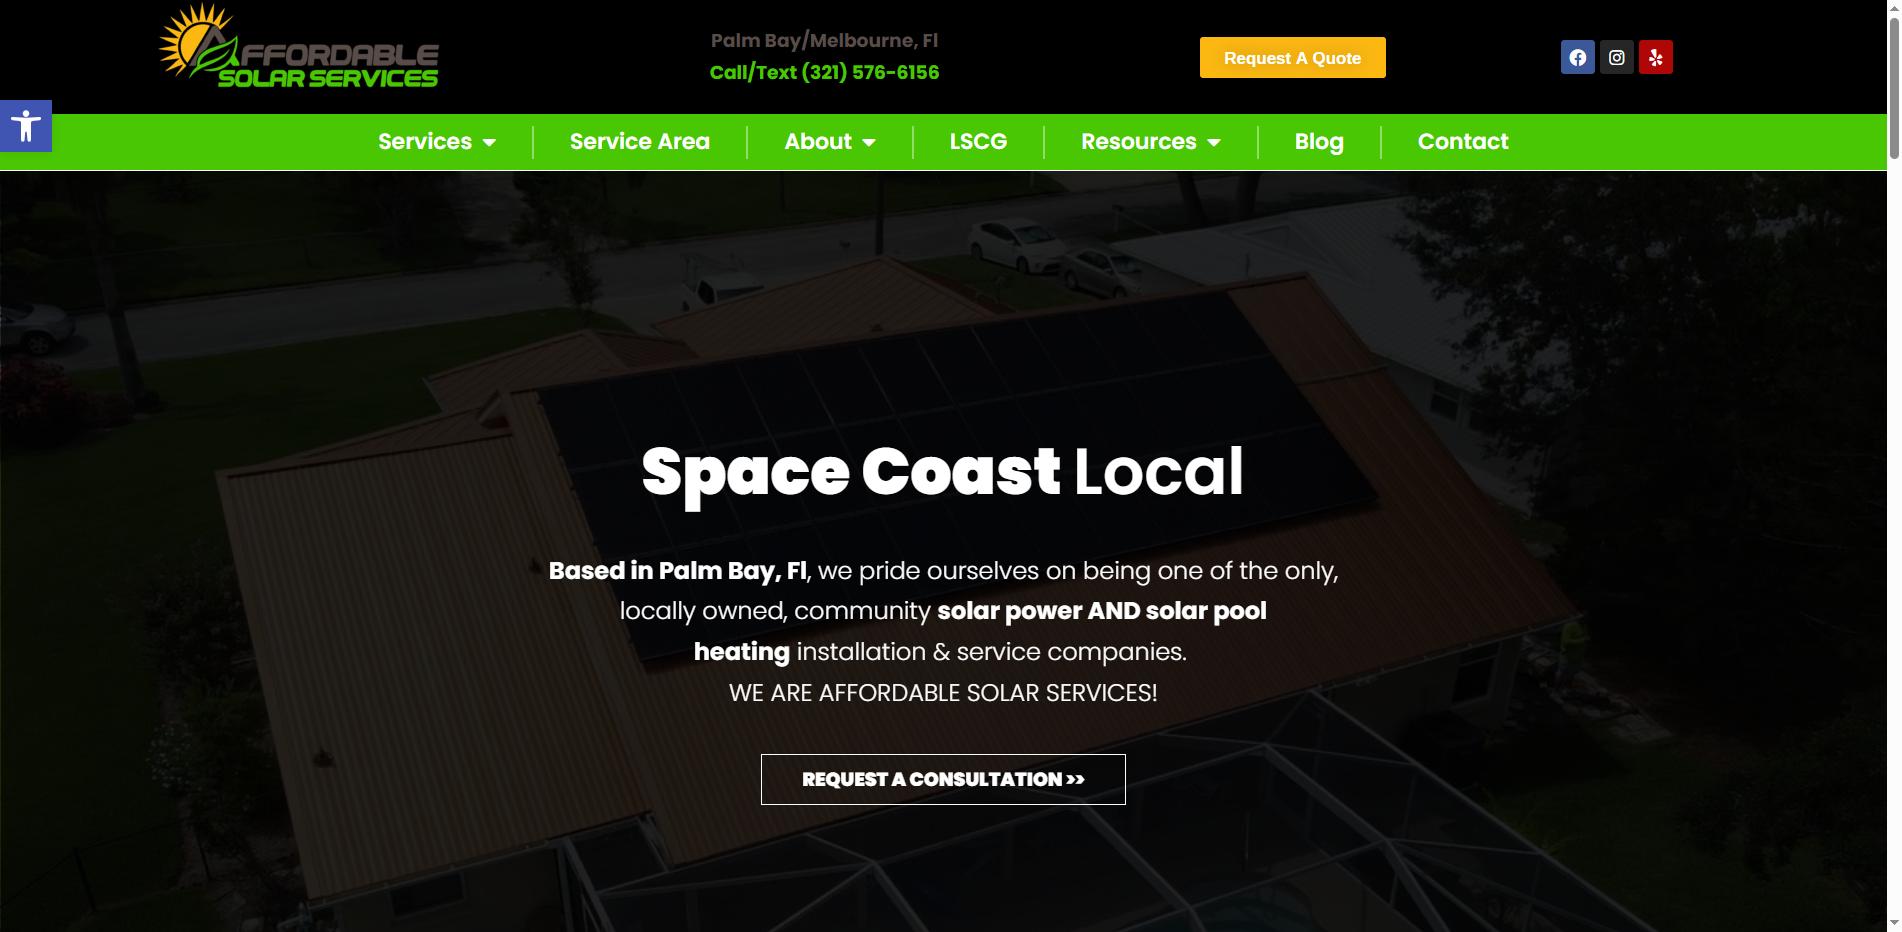 AFFORDABLE
SOLAR SERVICES
Palm Bay/Melbourne, Fl
Call/Text (321) 576-6156
Request A Quote
Services
Service Area
About
LSCG
Resources
Blog
Contact
Space Coast Local
Based in Palm Bay, Fl, we pride ourselves on being one of the only,
locally owned, community solar power AND solar pool
heating installation & service companies.
WE ARE AFFORDABLE SOLAR SERVICES!
REQUEST A CONSULTATION >>